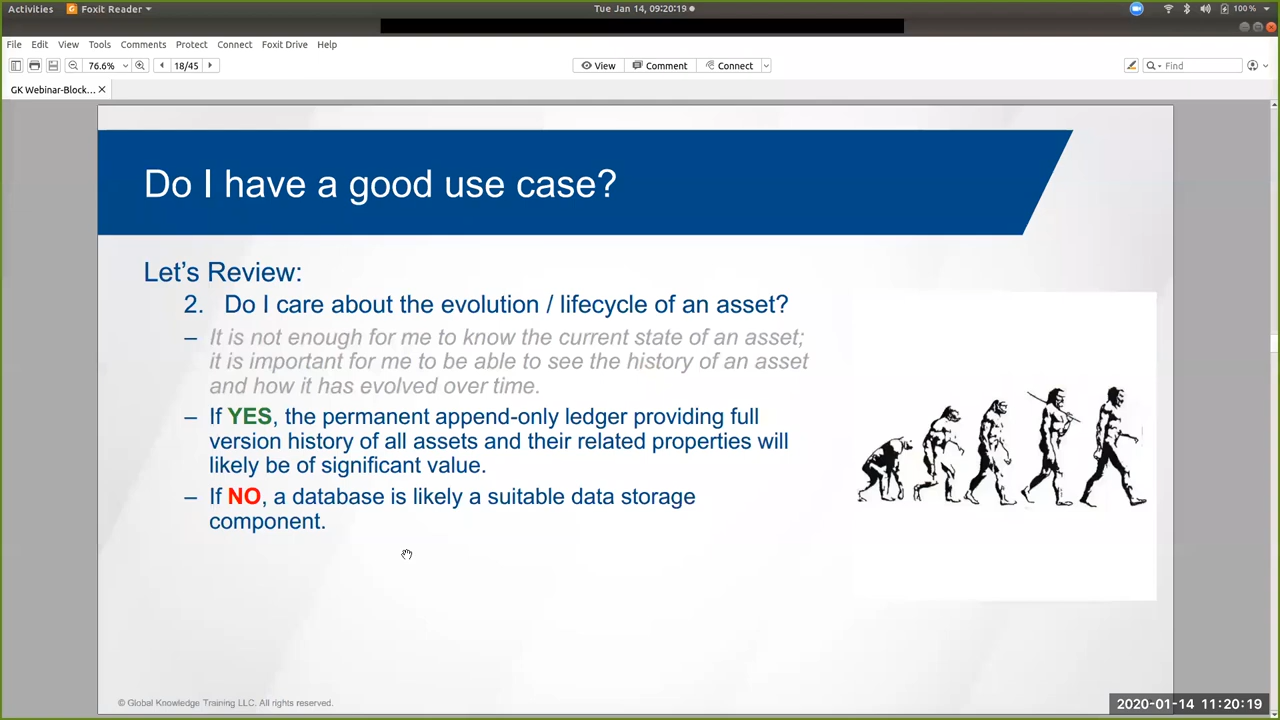 Activities
Foxit Reader
Tue Jan 14, 09:20:19
100 %
File Edit View Tools Comments Protect Connect Foxit Drive Help
76.6%
18/45
View
Comment
Connect
Find
GK Webinar-Block...
Do I have a good use case?
Let’s Review:
2. Do I care about the evolution / lifecycle of an asset?
– It is not enough for me to know the current state of an asset;
it is important for me to be able to see the history of an asset
and how it has evolved over time.
– If YES, the permanent append-only ledger providing full
version history of all assets and their related properties will
likely be of significant value.
– If NO, a database is likely a suitable data storage
component.
© Global Knowledge Training LLC. All rights reserved.
2020-01-14 11:20:19